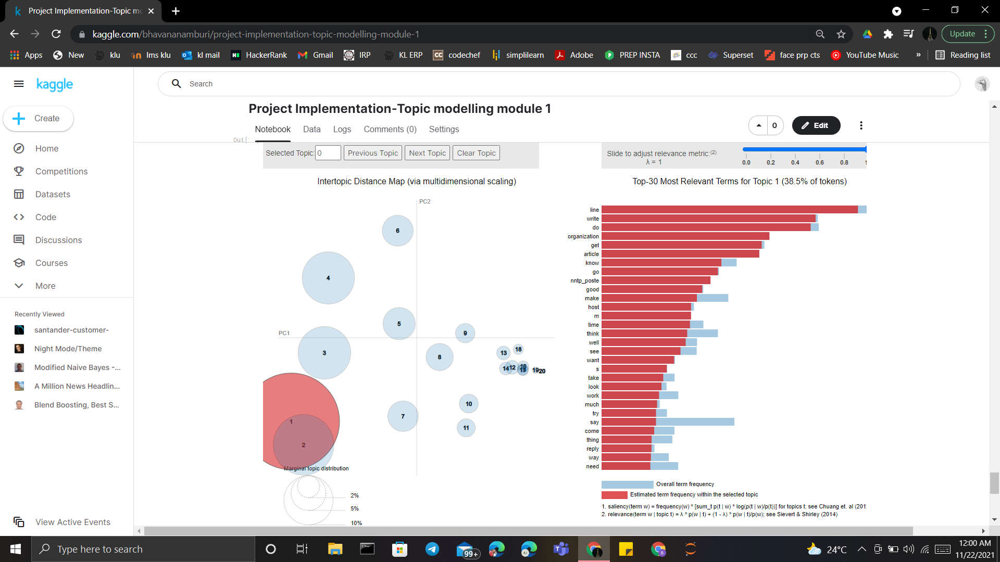 Project Implementation-Topic mo
kaggle.com/bhavananamburi/project-implementation-topic-modelling-module-1
Update
Apps New klu lms klu kl mail HackerRank Gmail IRP KL ERP codechef simplilearn Adobe PREP INSTA ccc Superset face prp cts YouTube Music » Reading list
kaggle
Search
Create
Home
Competitions
Datasets
Code
Discussions
Courses
More
Recently Viewed
santander-customer-
Night Mode/Theme
Modified Naive Bayes -...
A Million News Headlin...
Blend Boosting, Best S...
View Active Events
Project Implementation-Topic modelling module 1
Notebook Data Logs Comments (0) Settings
0 Edit
Out[
Selected Topic: 0 Previous Topic Next Topic Clear Topic
Slide to adjust relevance metric:(2)
λ = 1
0.0 0.2 0.4 0.6 0.8 1
Intertopic Distance Map (via multidimensional scaling)
PC2
PC1
6
4
5
9
3
8
13
18
14
12
19
20
1
2
7
10
11
Marginal topic distribution
2%
5%
10%
Top-30 Most Relevant Terms for Topic 1 (38.5% of tokens)
line
write
do
organization
get
article
know
go
nntp_poste
good
make
host
m
time
think
well
see
want
s
take
look
work
much
try
say
come
thing
reply
way
need
Overall term frequency
Estimated term frequency within the selected topic
1. saliency(term w) = frequency(w) * [sum_t p(t | w) * log(p(t | w)/p(t))] for topics t; see Chuang et. al (201
2. relevance(term w | topic t) = λ * p(w | t) + (1 - λ) * p(w | t)/p(w); see Sievert & Shirley (2014)
Type here to search
99+
24°C
12:00 AM
11/22/2021